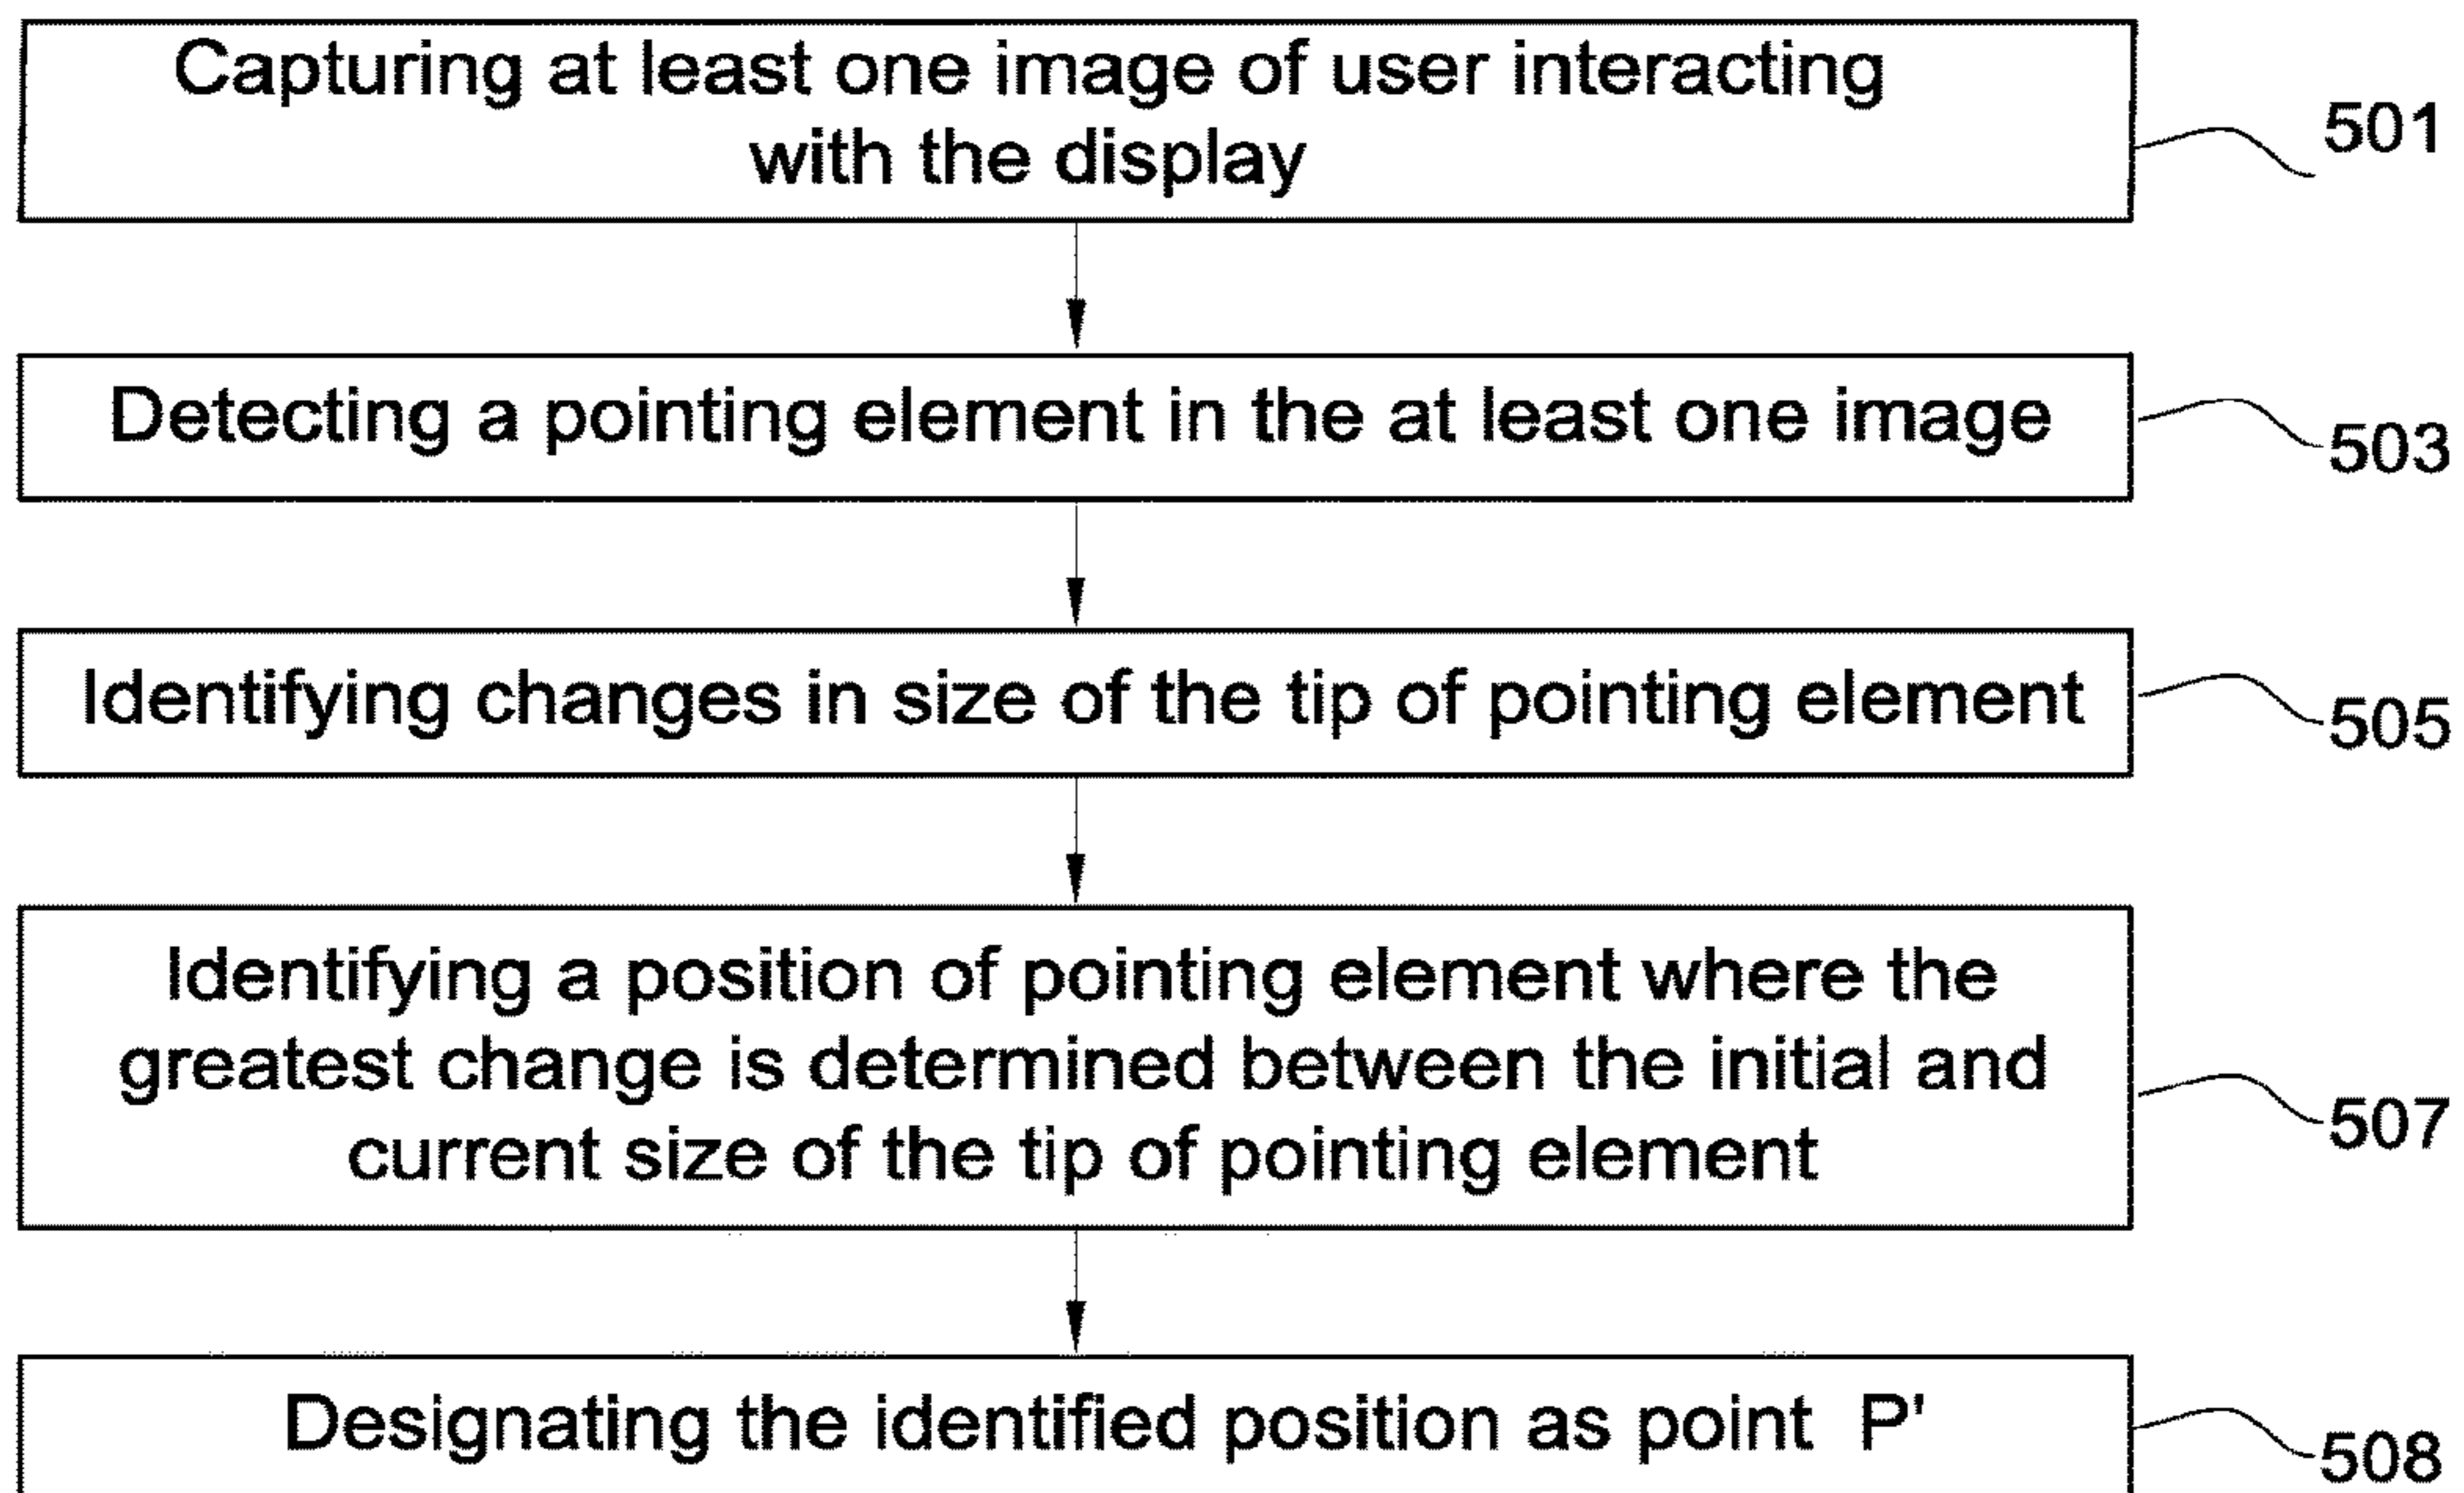 Capturing at least one image of user interacting
with the display
501
Detecting a pointing element in the at least one image
503
Identifying changes in size of the tip of pointing element
505
Identifying a position of pointing element where the
greatest change is determined between the initial and
current size of the tip of pointing element
507
Designating the identified position as point P'
508